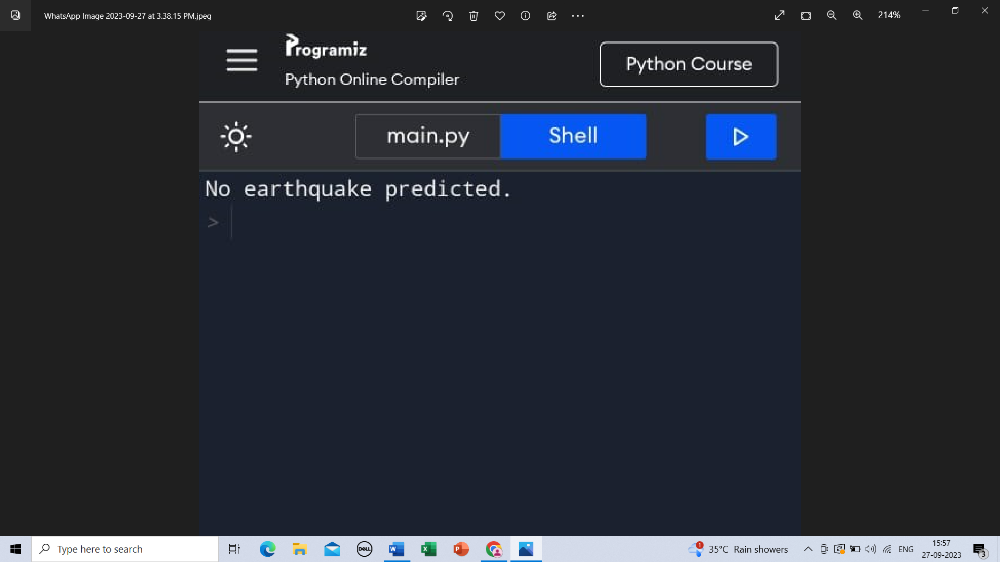 WhatsApp Image 2023-09-27 at 3.38.15 PM.jpeg
214%
Programiz
Python Online Compiler
Python Course
main.py
Shell
No earthquake predicted.
>
Type here to search
DELL
W
X
P
1
35°C Rain showers
ENG
15:57
27-09-2023
3